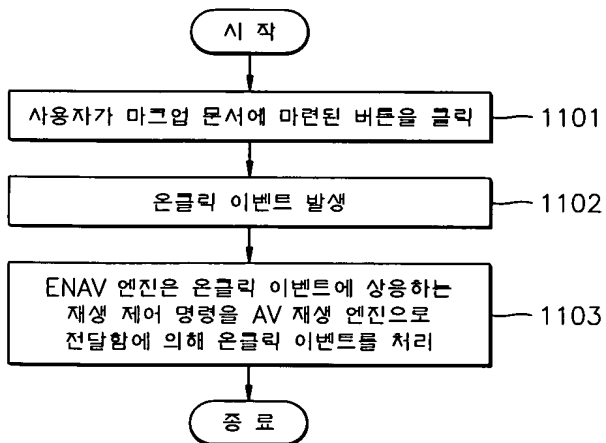 시 작
사용자가 마크업 문서에 마련된 버튼을 클릭
1101
온클릭 이벤트 발생
1102
ENAV 엔진은 온클릭 이벤트에 상응하는
재생 제어 명령을 AV 재생 엔진으로
전달함에 의해 온클릭 이벤트를 처리
1103
종 료